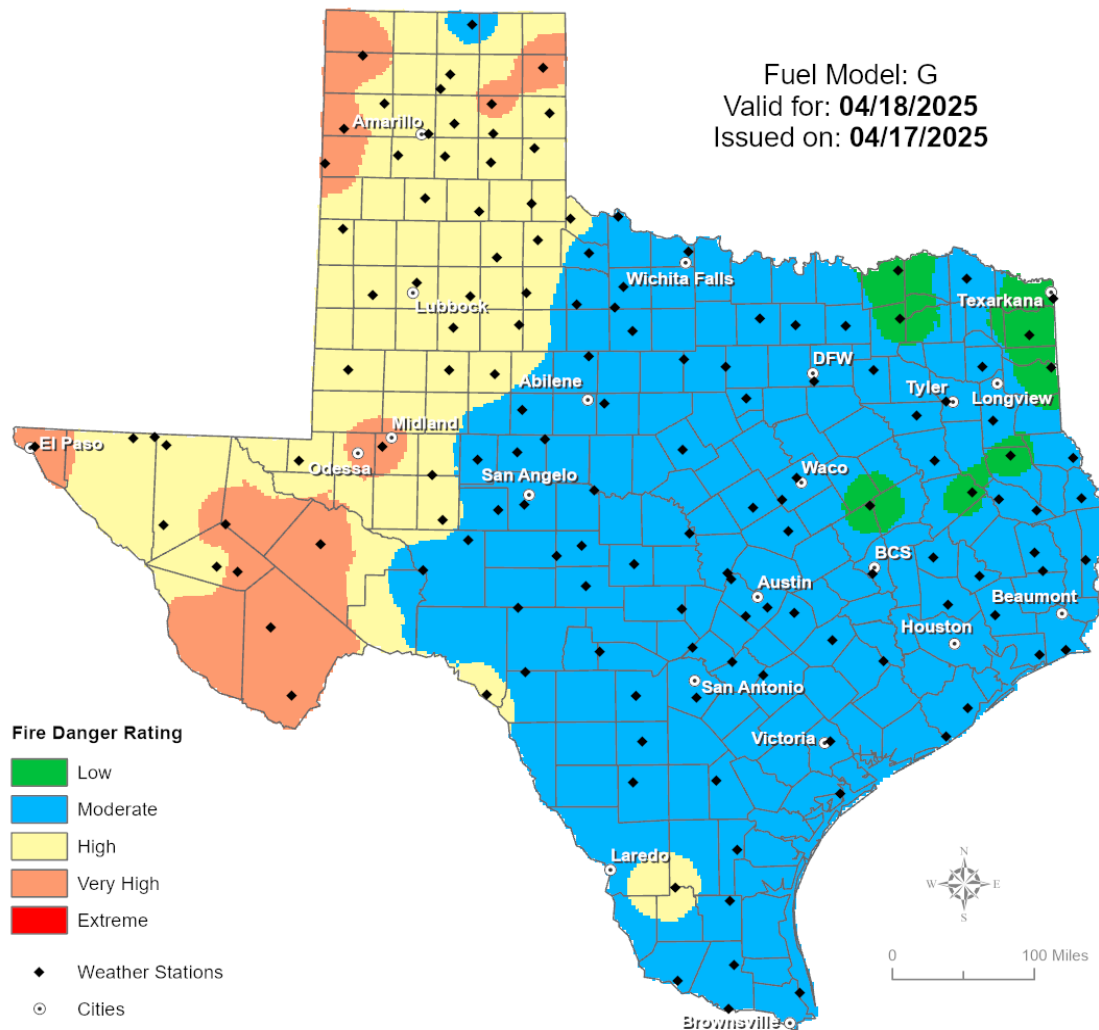 Fuel Model: G
Valid for: 04/18/2025
Issued on: 04/17/2025
Amarillo
Wichita Falls
Lubbock
Texarkana
DFW
Abilene
Tyler
Longview
Midland
El Paso
Odessa
San Angelo
Waco
BCS
Austin
Beaumont
Houston
San Antonio
Victoria
Laredo
Brownsville
Fire Danger Rating
Low
Moderate
High
Very High
Extreme
Weather Stations
Cities
N
W E
S
0 100 Miles